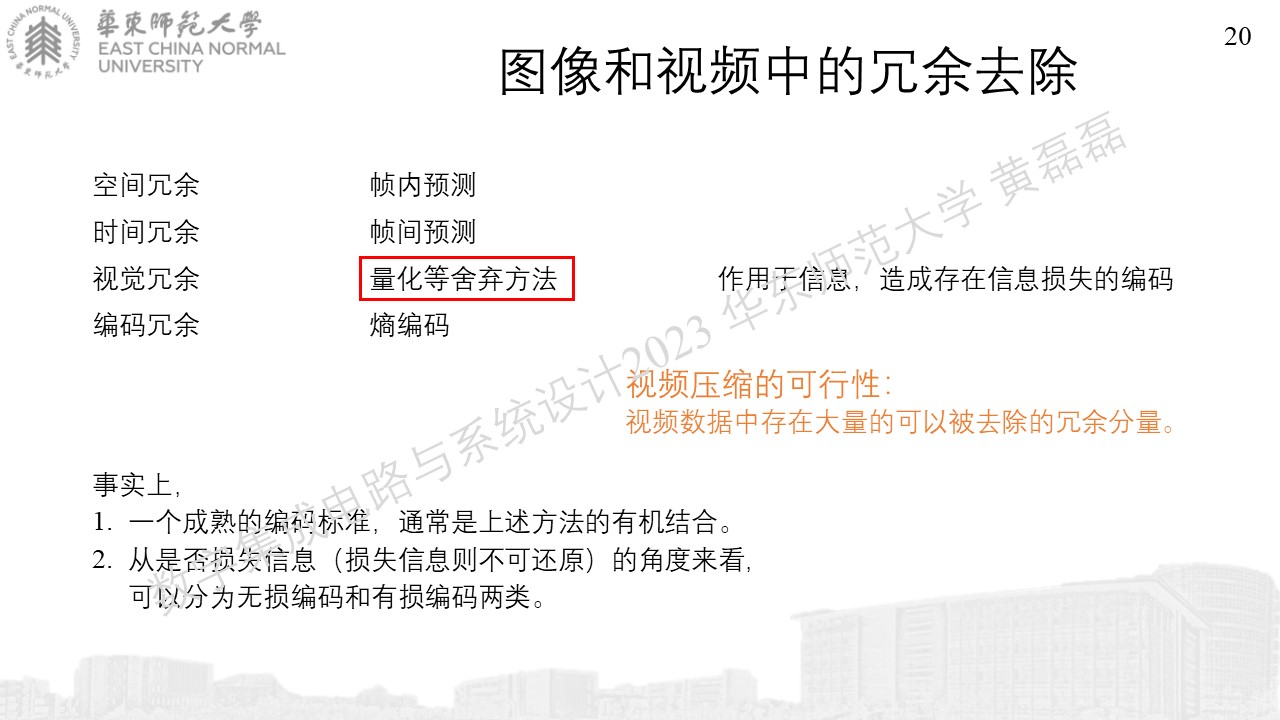 華東師範大學
EAST CHINA NORMAL
UNIVERSITY
EAST CHINA NORMAL UNIVERSITY
華東师范大学
20
图像和视频中的冗余去除
空间冗余 帧内预测
时间冗余 帧间预测
视觉冗余 量化等舍弃方法 作用于信息，造成存在信息损失的编码
编码冗余 熵编码
视频压缩的可行性：
视频数据中存在大量的可以被去除的冗余分量。
事实上，
1. 一个成熟的编码标准，通常是上述方法的有机结合。
2. 从是否损失信息（损失信息则不可还原）的角度来看，
可以分为无损编码和有损编码两类。
数字集成电路与系统设计2023 华东师范大学 黄磊磊